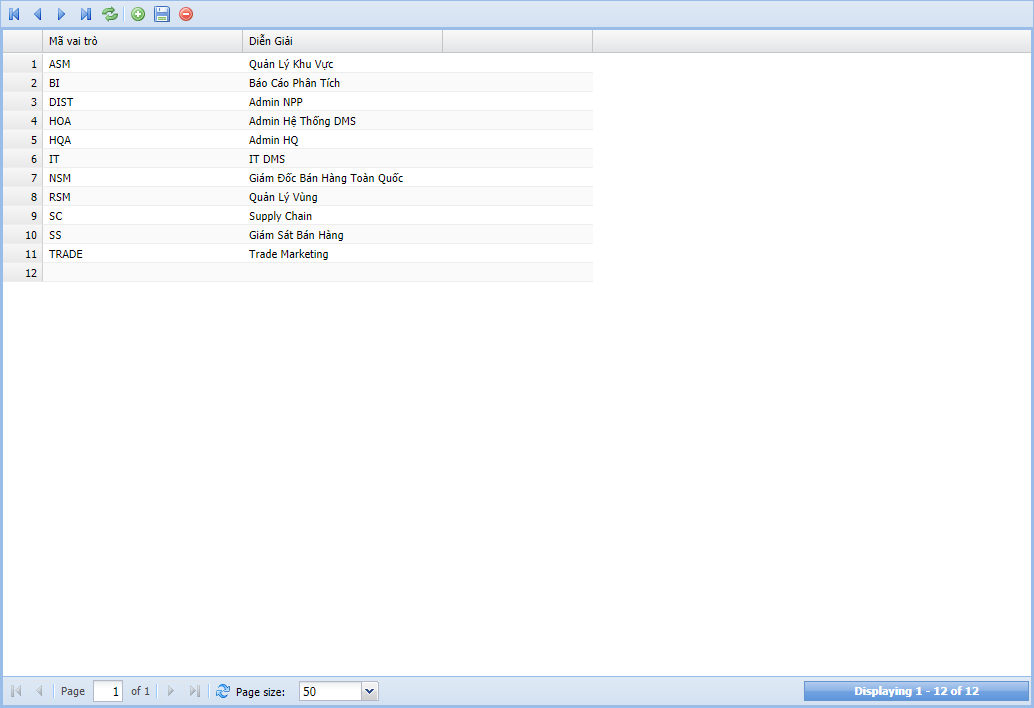 Mã vai trò Diễn Giải
1 ASM Quản Lý Khu Vực
2 BI Báo Cáo Phân Tích
3 DIST Admin NPP
4 HOA Admin Hệ Thống DMS
5 HQA Admin HQ
6 IT IT DMS
7 NSM Giám Đốc Bán Hàng Toàn Quốc
8 RSM Quản Lý Vùng
9 SC Supply Chain
10 SS Giám Sát Bán Hàng
11 TRADE Trade Marketing
12
Page 1 of 1 Page size: 50 Displaying 1 - 12 of 12